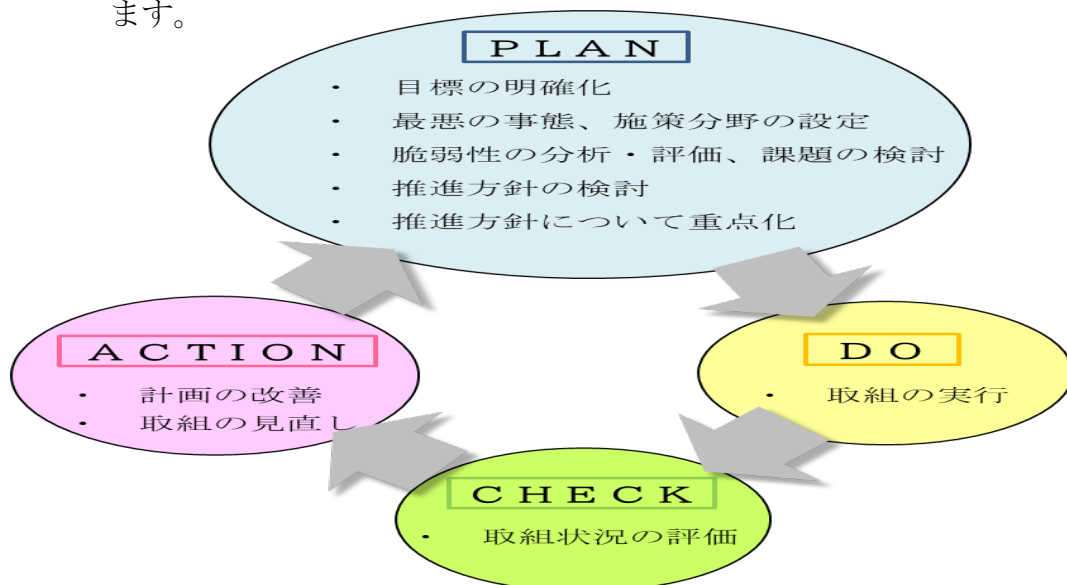 ます。
ＰＬＡＮ
・ 目標の明確化
・ 最悪の事態、施策分野の設定
・ 脆弱性の分析・評価、課題の検討
・ 推進方針の検討
・ 推進方針について重点化
ＡＣＴＩＯＮ
・ 計画の改善
・ 取組の見直し
ＤＯ
・ 取組の実行
ＣＨＥＣＫ
・ 取組状況の評価